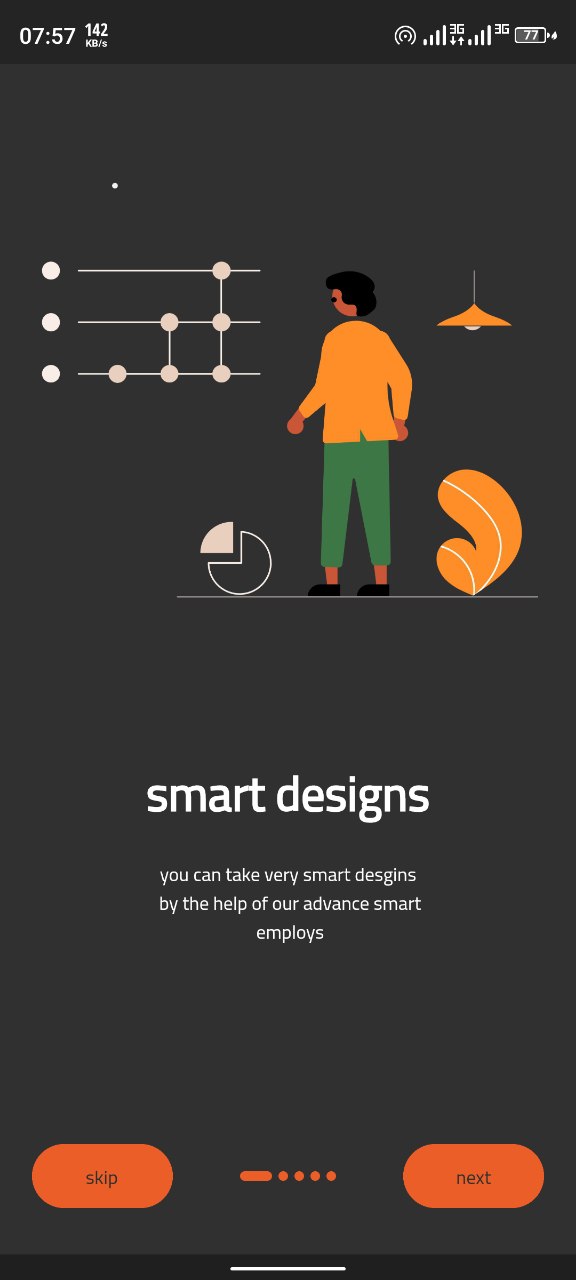 07:57 142 KB/s 3G 3G 77
smart designs
you can take very smart desgins
by the help of our advance smart
employs
skip
next